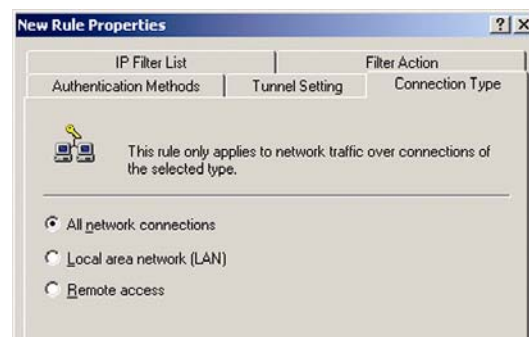 New Rule Properties
IP Filter List
Filter Action
Authentication Methods
Tunnel Setting
Connection Type
This rule only applies to network traffic over connections of
the selected type.
All network connections
Local area network (LAN)
Remote access